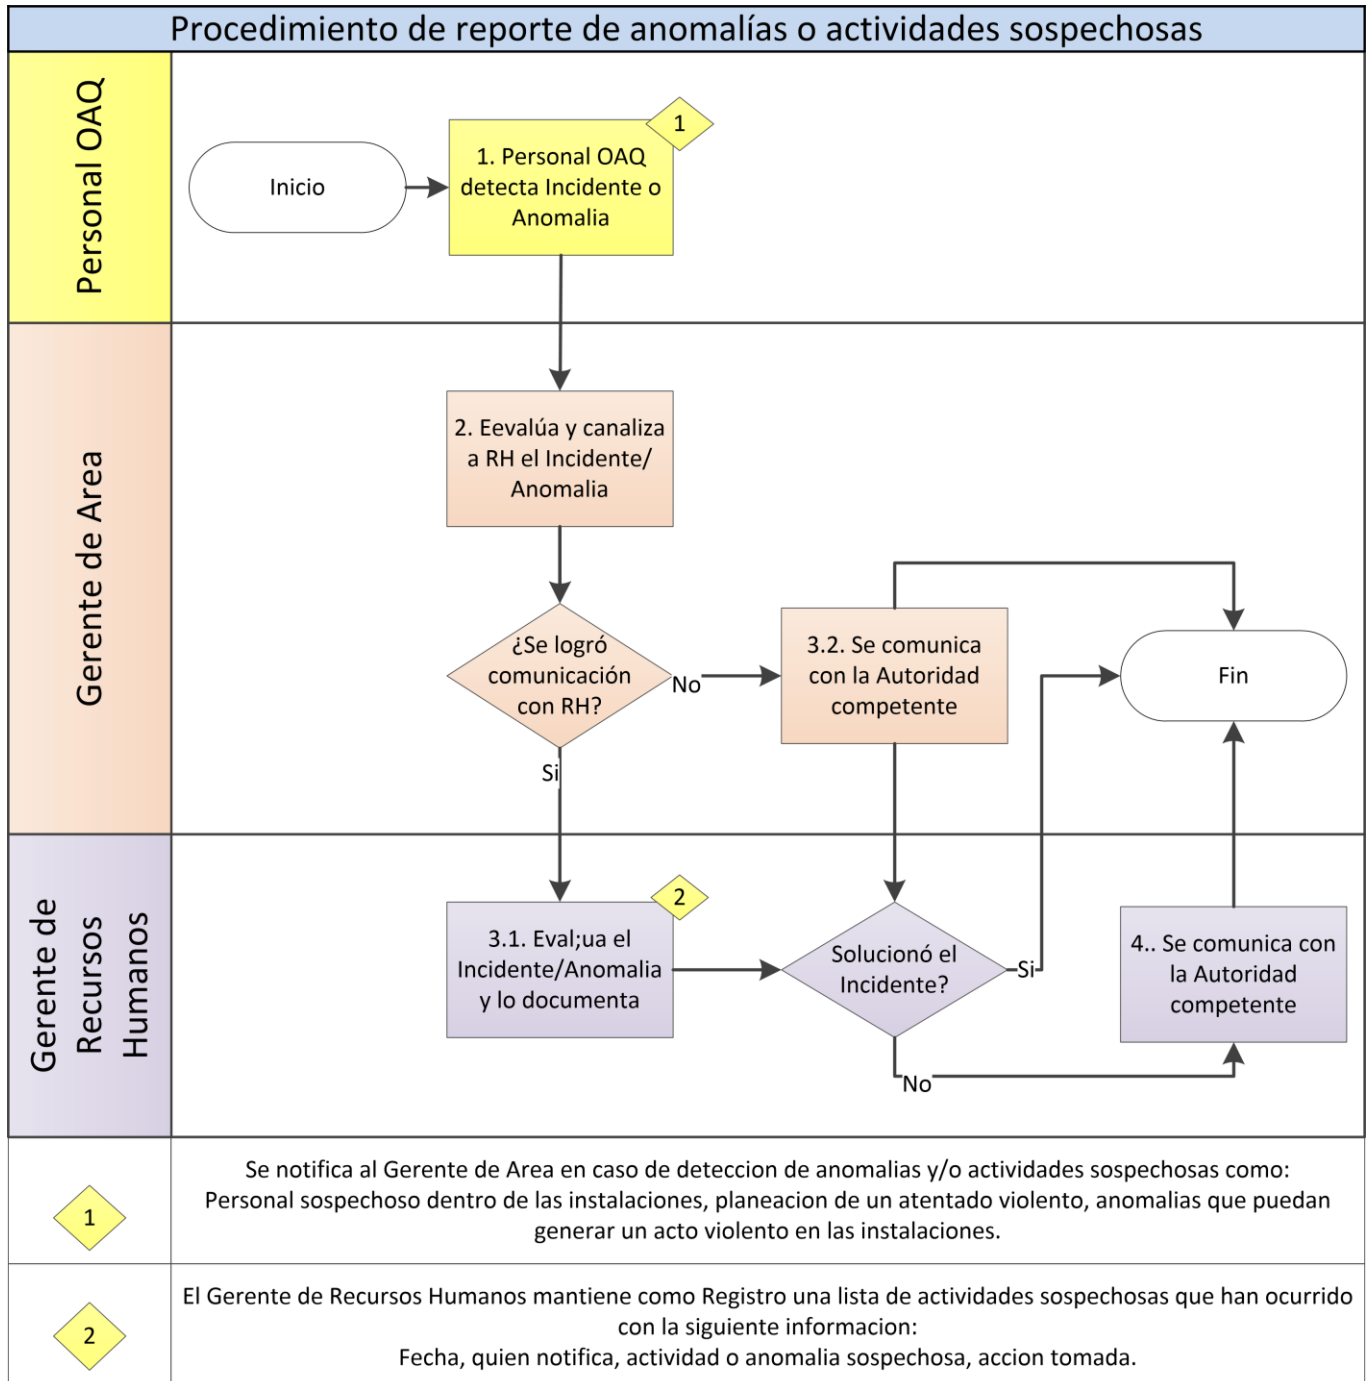 Procedimiento de reporte de anomalías o actividades sospechosas
Personal OAQ
Inicio
1. Personal OAQ
detecta Incidente o
Anomalia
1
Gerente de Area
2. Eevalúa y canaliza
a RH el Incidente/
Anomalia
¿Se logró
comunicación
con RH?
No
Si
3.2. Se comunica
con la Autoridad
competente
Fin
Gerente de
Recursos
Humanos
3.1. Eval;ua el
Incidente/Anomalia
y lo documenta
2
Solucionó el
Incidente?
Si
No
4.. Se comunica con
la Autoridad
competente
1
Se notifica al Gerente de Area en caso de deteccion de anomalias y/o actividades sospechosas como:
Personal sospechoso dentro de las instalaciones, planeacion de un atentado violento, anomalias que puedan
generar un acto violento en las instalaciones.
2
El Gerente de Recursos Humanos mantiene como Registro una lista de actividades sospechosas que han ocurrido
con la siguiente informacion:
Fecha, quien notifica, actividad o anomalia sospechosa, accion tomada.